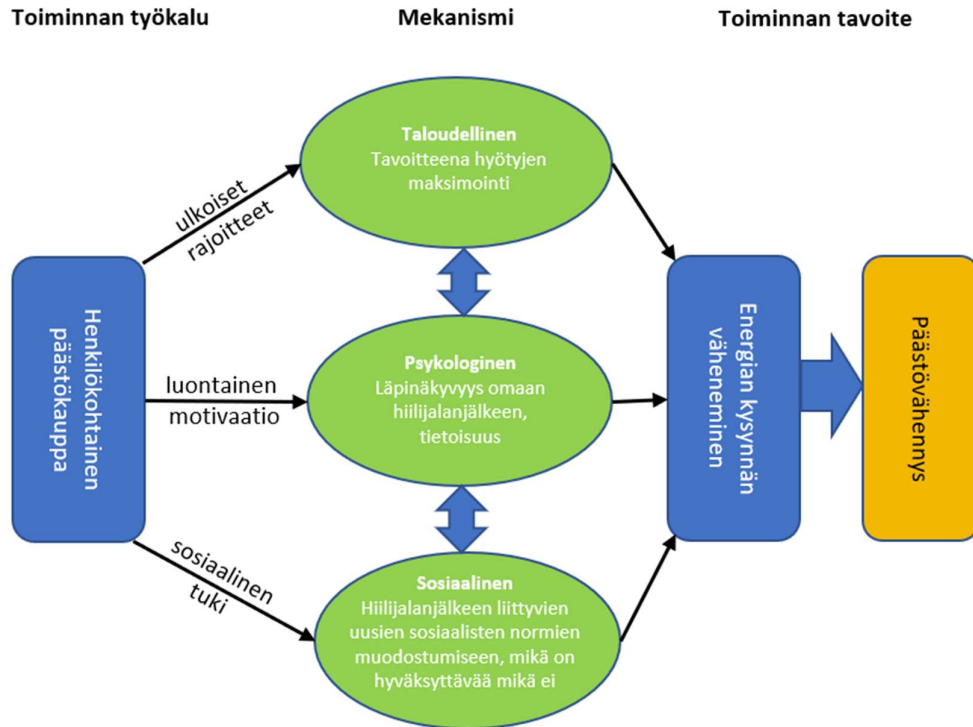 Toiminnan työkalu
Mekanismi
Toiminnan tavoite
Taloudellinen
Tavoitteena hyötyjen
maksimointi
ulkoiset
rajoitteet
Henkilökohtainen
päästökauppa
luontainen
motivaatio
Psykologinen
Läpinäkyvyys omaan
hiilijalanjälkeen,
tietoisuus
sosiaalinen
tuki
Sosiaalinen
Hiilijalanjälkeen liittyvien
uusien sosiaalisten normien
muodostumiseen, mikä on
hyväksyttävää mikä ei
Energian kysynnän
väheneminen
Päästövähennys